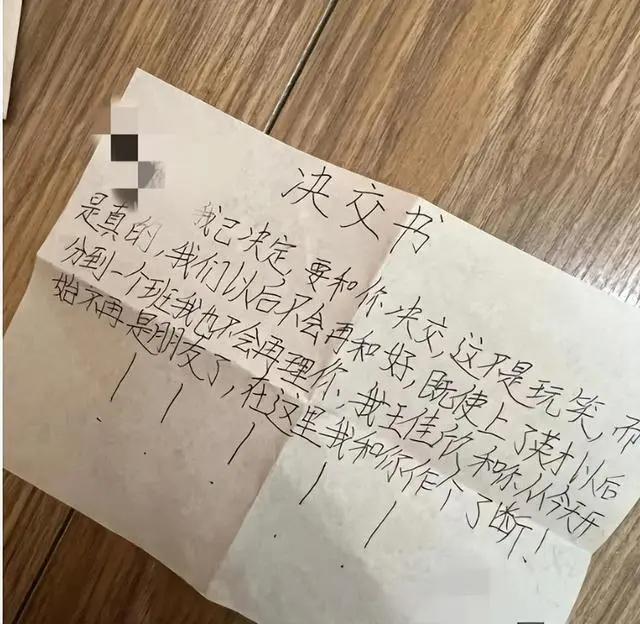 决交书
我己决定,要和你决交,这不是玩笑,而
是真的,我们以后不会再和好,既使上了英才以后
分到一个班我也不会再理你,我王佳欣和你从今天开
始不再是朋友了,在这里我和你作个了断!
!!!!!